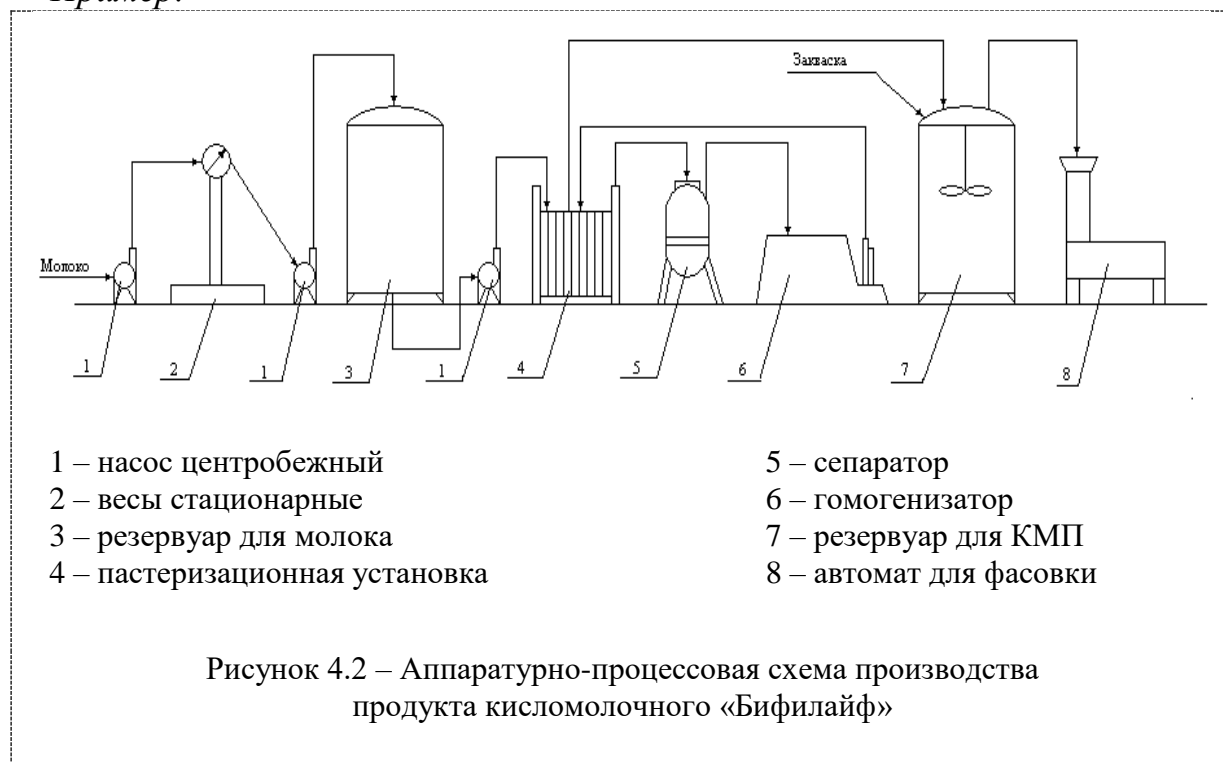 Пример:
Закваска
Молоко
1 2 1 3 1 4 5 6 7 8
1 – насос центробежный
2 – весы стационарные
3 – резервуар для молока
4 – пастеризационная установка
5 – сепаратор
6 – гомогенизатор
7 – резервуар для КМП
8 – автомат для фасовки
Рисунок 4.2 – Аппаратурно-процессовая схема производства
продукта кисломолочного «Бифилайф»